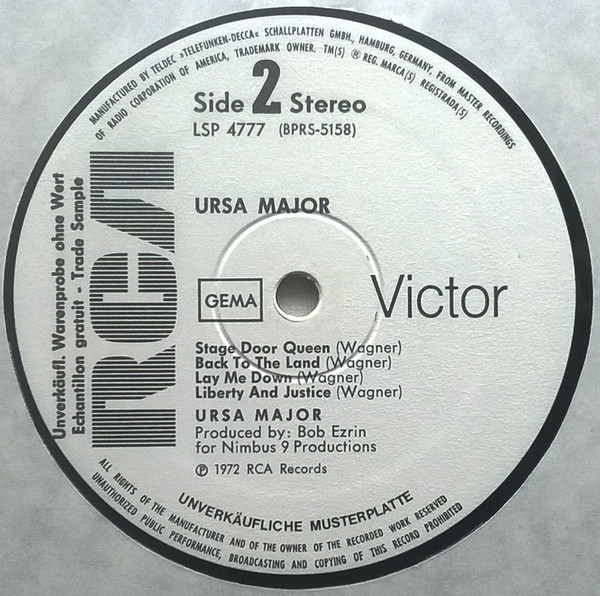 MANUFACTURED BY TELDEC »TELEFUNKEN-DECCA« SCHALLPLATTEN GMBH., HAMBURG, GERMANY, FROM MASTER RECORDINGS
OF RADIO CORPORATION OF AMERICA, TRADEMARK OWNER. TM(S) ® REG. MARCA(S) REGISTRADA(S)
Side 2 Stereo
LSP 4777 (BPRS-5158)
Unverkäufl. Warenprobe ohne Wert
Echantillon gratuit - Trade Sample
RCA
URSA MAJOR
GEMA
Victor
Stage Door Queen (Wagner)
Back To The Land (Wagner)
Lay Me Down (Wagner)
Liberty And Justice (Wagner)
URSA MAJOR
Produced by: Bob Ezrin
for Nimbus 9 Productions
℗ 1972 RCA Records
UNVERKÄUFLICHE MUSTERPLATTE
ALL RIGHTS OF THE MANUFACTURER AND OF THE OWNER OF THE RECORDED WORK RESERVED
UNAUTHORIZED PUBLIC PERFORMANCE, BROADCASTING AND COPYING OF THIS RECORD PROHIBITED